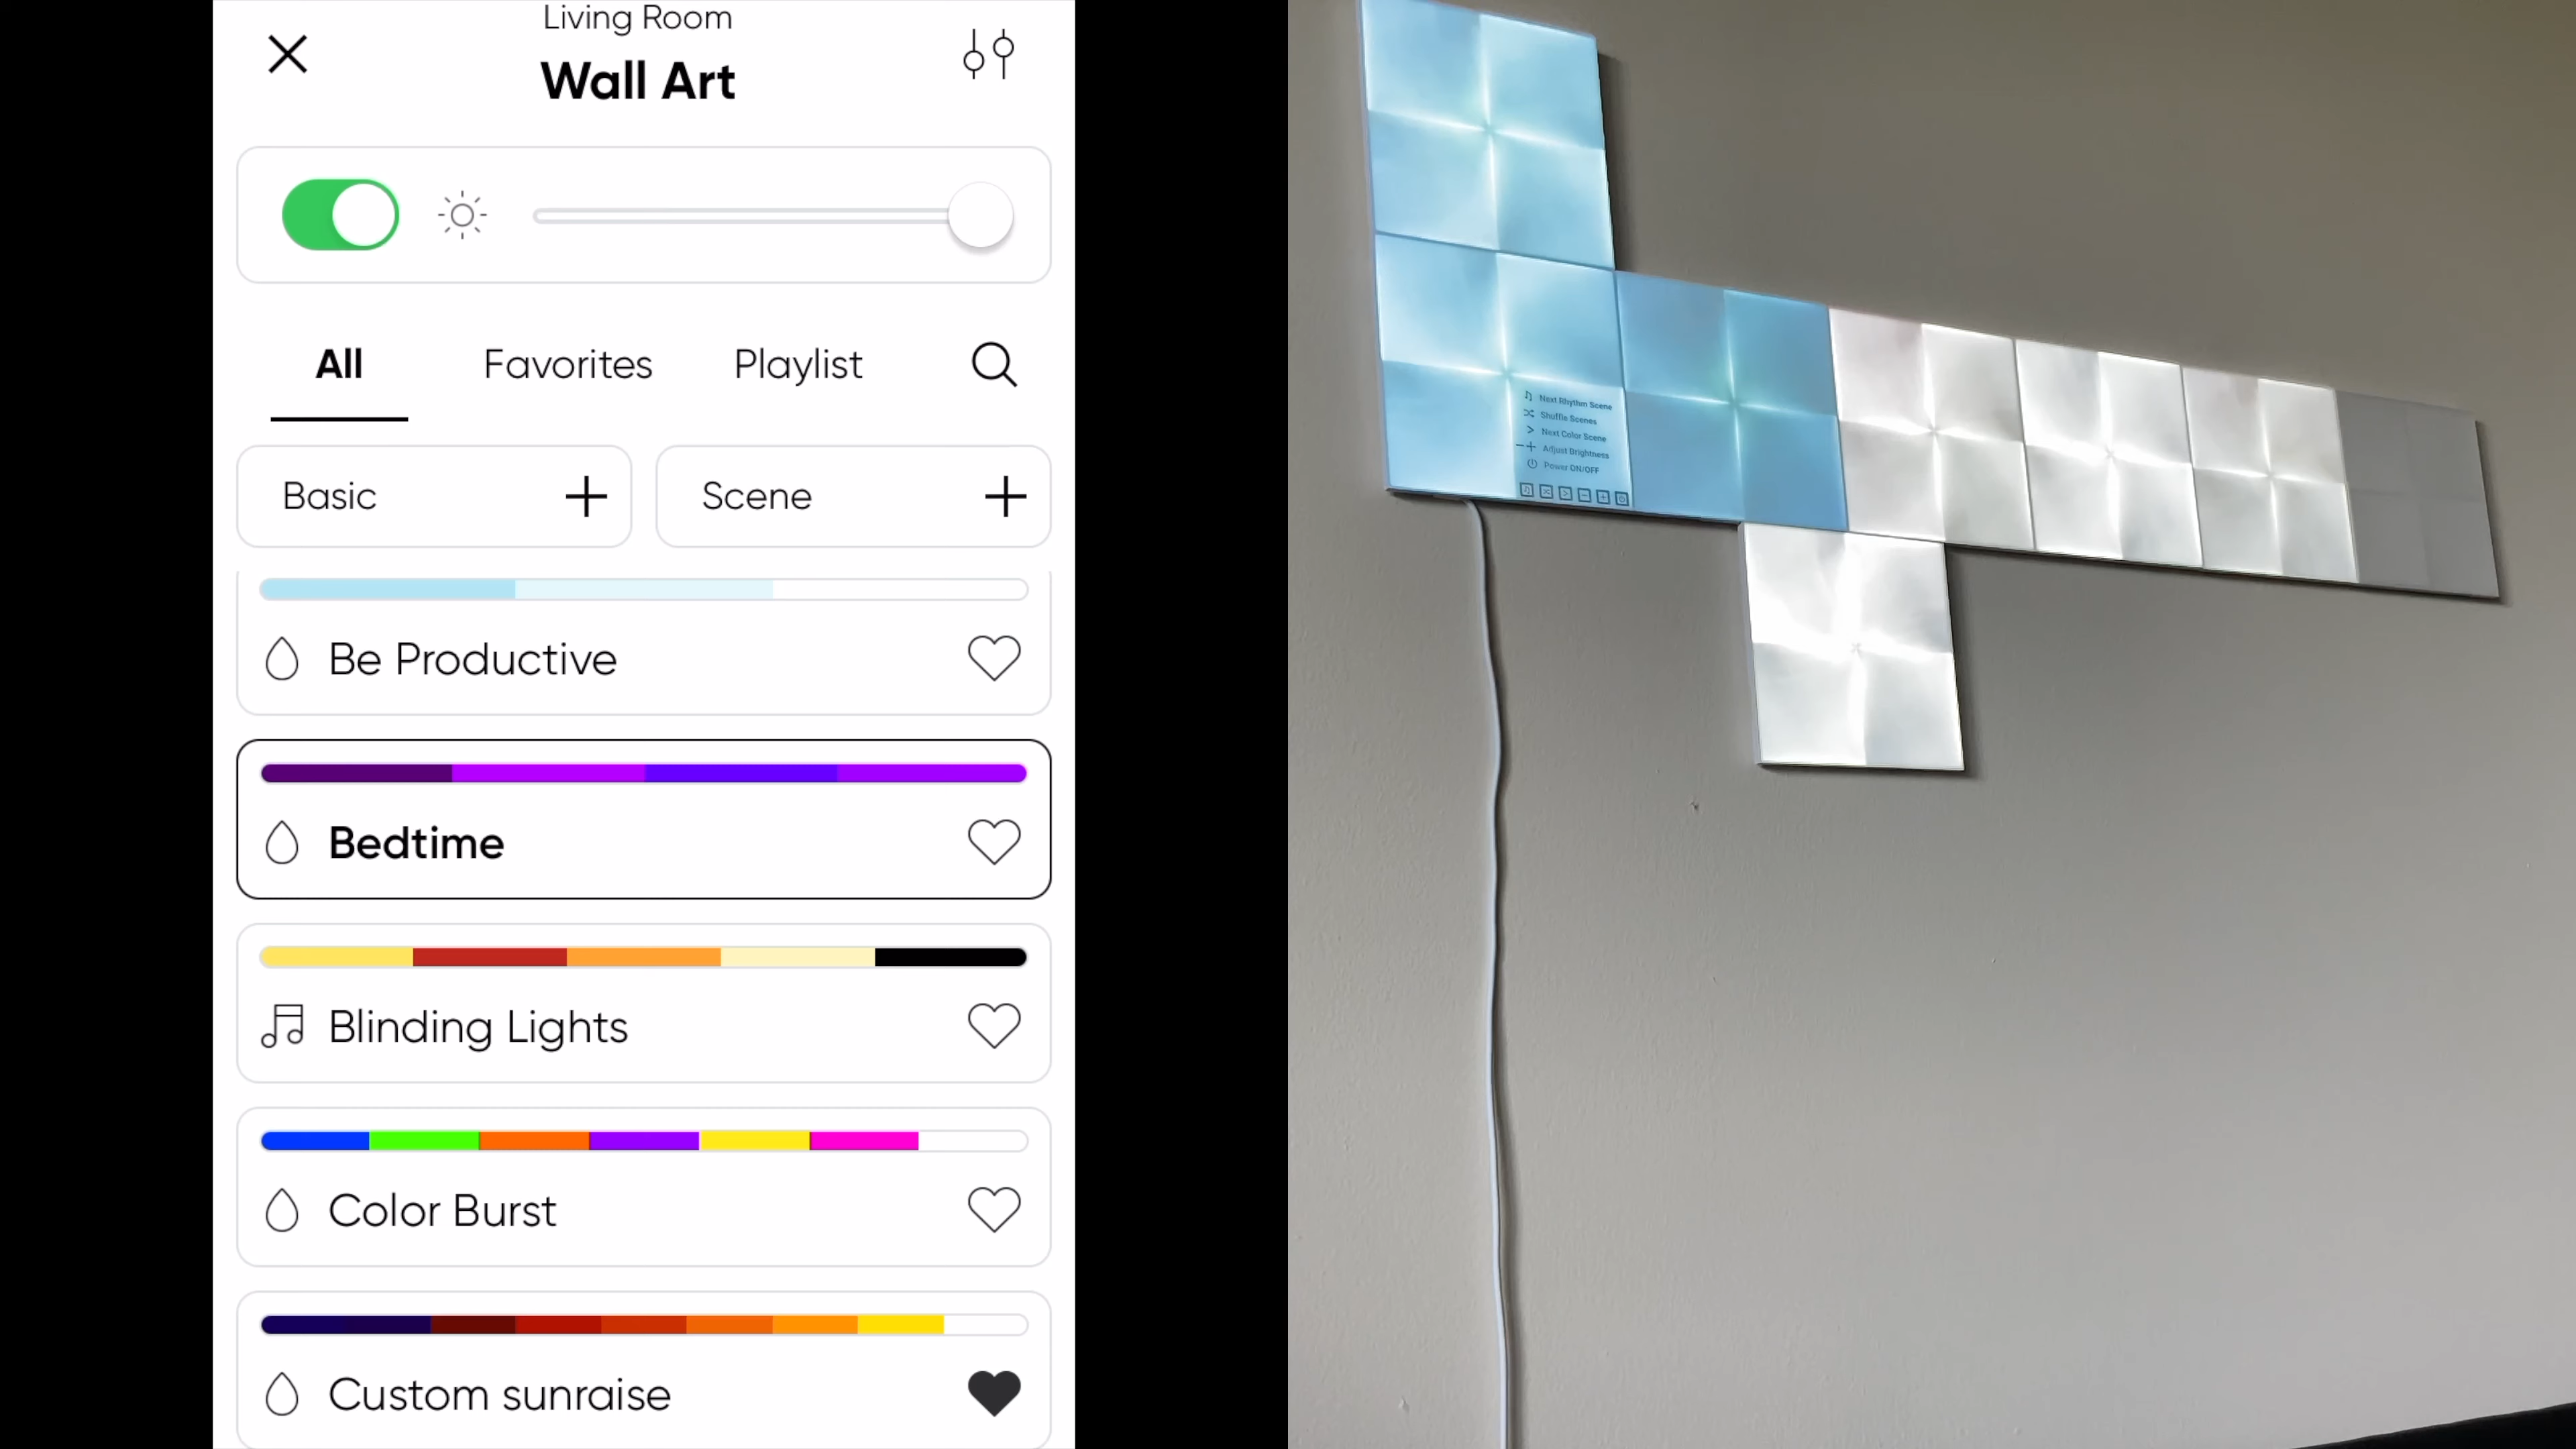 Living Room
Wall Art
All Favorites Playlist
Basic Scene
Be Productive
Bedtime
Blinding Lights
Color Burst
Custom sunraise
Next Rhythm Scene
Shuffle Scenes
Next Color Scene
Adjust Brightness
Power ON/OFF